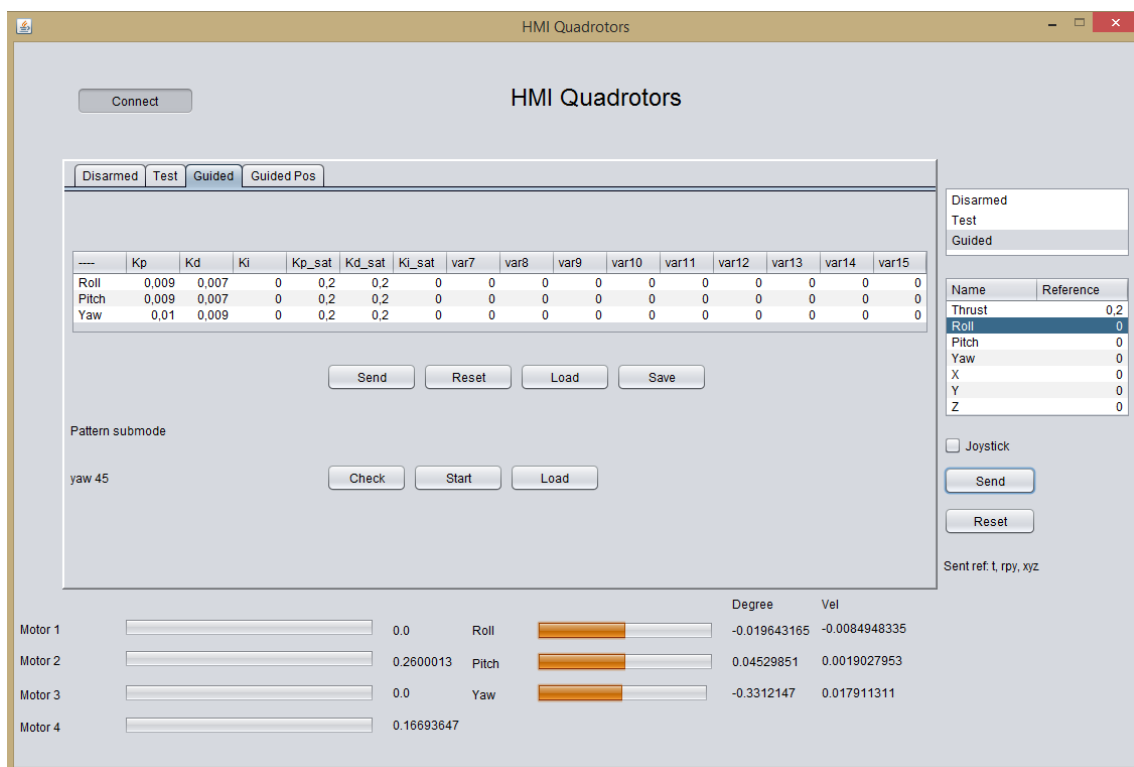 HMI Quadrotors
Connect
HMI Quadrotors
Disarmed Test Guided Guided Pos
---- Kp Kd Ki Kp_sat Kd_sat Ki_sat var7 var8 var9 var10 var11 var12 var13 var14 var15
Roll 0,009 0,007 0 0,2 0,2 0 0 0 0 0 0 0 0 0 0
Pitch 0,009 0,007 0 0,2 0,2 0 0 0 0 0 0 0 0 0 0
Yaw 0,01 0,009 0 0,2 0,2 0 0 0 0 0 0 0 0 0 0
Send Reset Load Save
Pattern submode
yaw 45 Check Start Load
Disarmed
Test
Guided
Name Reference
Thrust 0,2
Roll 0
Pitch 0
Yaw 0
X 0
Y 0
Z 0
Joystick
Send
Reset
Sent ref: t, rpy, xyz
Degree Vel
Motor 1 0.0 Roll -0.019643165 -0.0084948335
Motor 2 0.2600013 Pitch 0.04529851 0.0019027953
Motor 3 0.0 Yaw -0.3312147 0.017911311
Motor 4 0.16693647